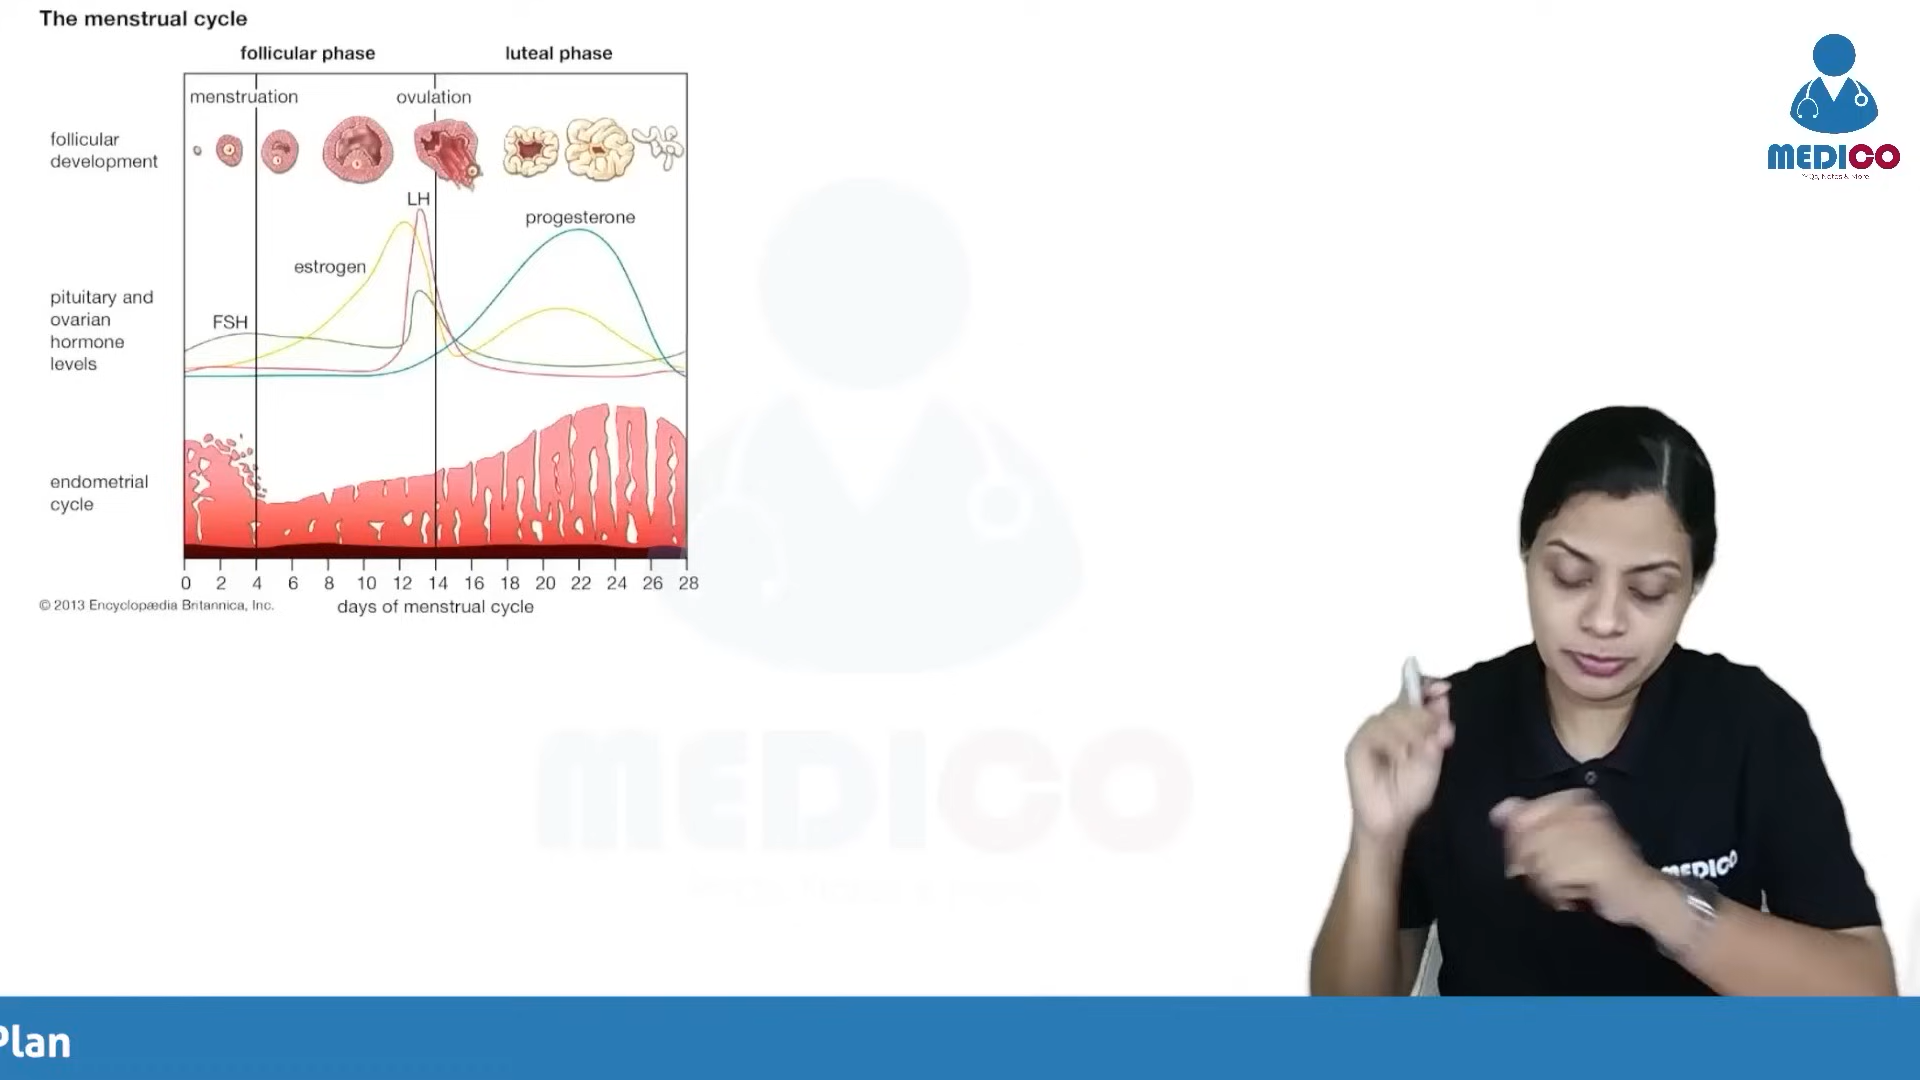 The menstrual cycle
follicular phase
luteal phase
menstruation
ovulation
follicular
development
LH
progesterone
estrogen
pituitary and
ovarian
hormone
levels
FSH
endometrial
cycle
0 2 4 6 8 10 12 14 16 18 20 22 24 26 28
© 2013 Encyclopædia Britannica, Inc.
days of menstrual cycle
MEDICO
MEDICO
MEDICO
Plan